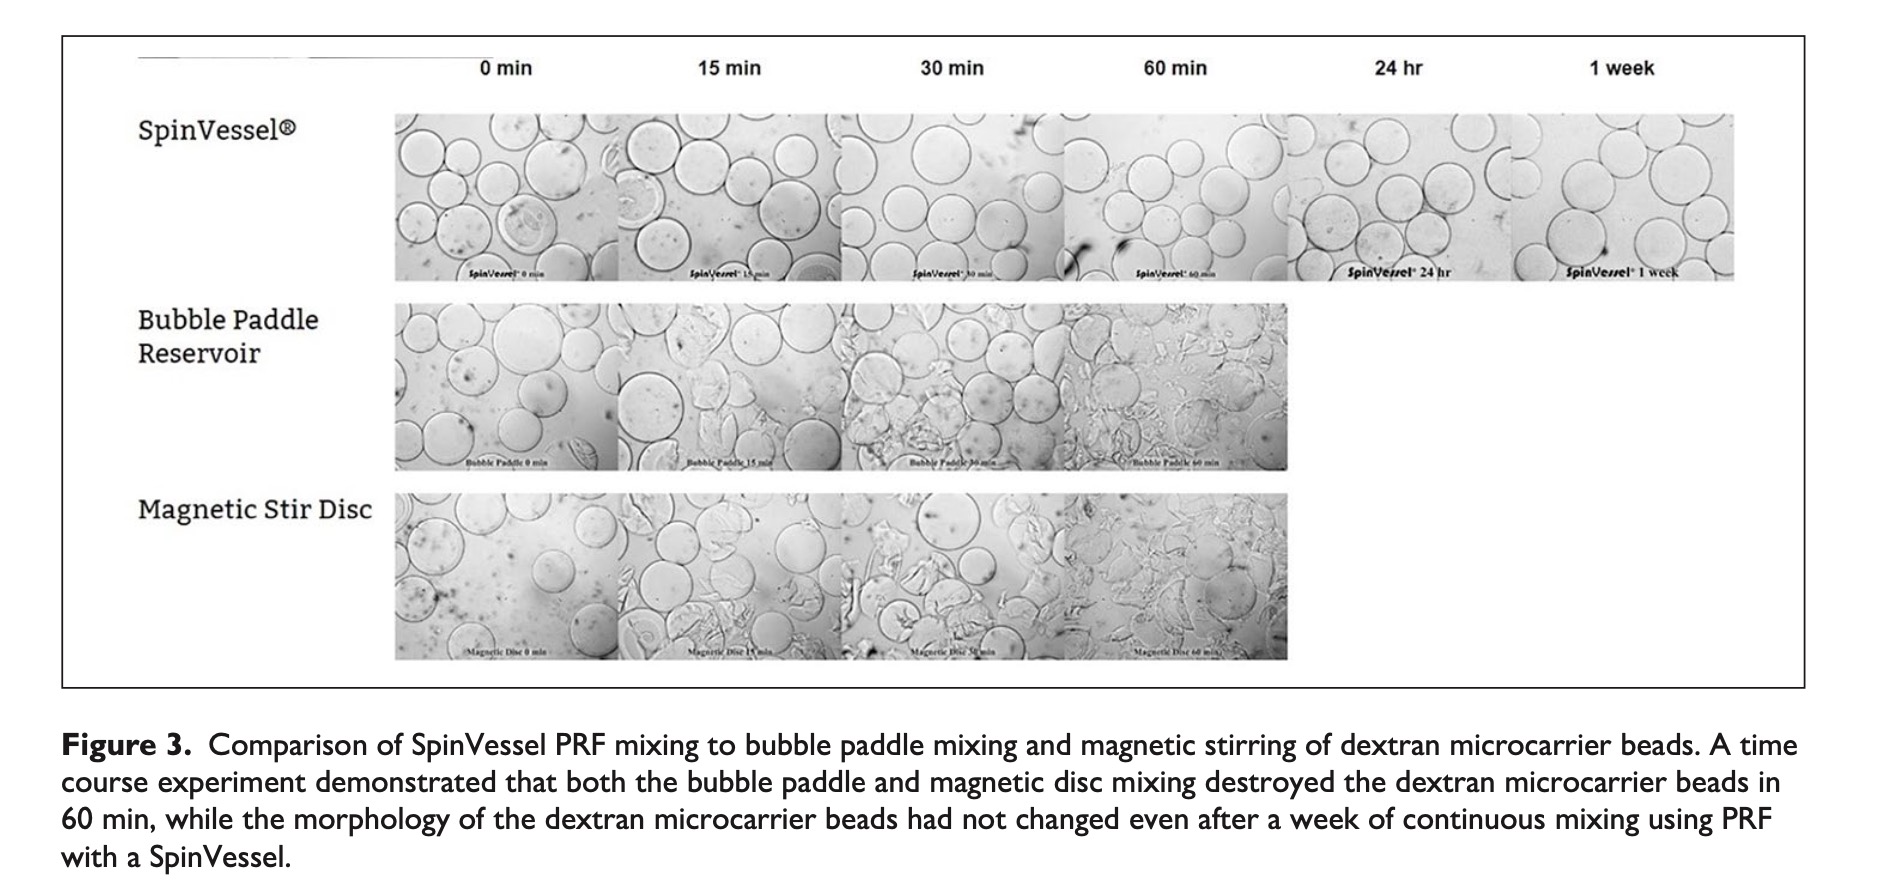 0 min 15 min 30 min 60 min 24 hr 1 week
SpinVessel®
SpinVessel® 0 min SpinVessel® 15 min SpinVessel® 30 min SpinVessel® 60 min SpinVessel® 24 hr SpinVessel® 1 week
Bubble Paddle
Reservoir
Bubble Paddle 0 min Bubble Paddle 15 min Bubble Paddle 30 min Bubble Paddle 60 min
Magnetic Stir Disc
Magnetic Disc 0 min Magnetic Disc 15 min Magnetic Disc 30 min Magnetic Disc 60 min
Figure 3. Comparison of SpinVessel PRF mixing to bubble paddle mixing and magnetic stirring of dextran microcarrier beads. A time
course experiment demonstrated that both the bubble paddle and magnetic disc mixing destroyed the dextran microcarrier beads in
60 min, while the morphology of the dextran microcarrier beads had not changed even after a week of continuous mixing using PRF
with a SpinVessel.